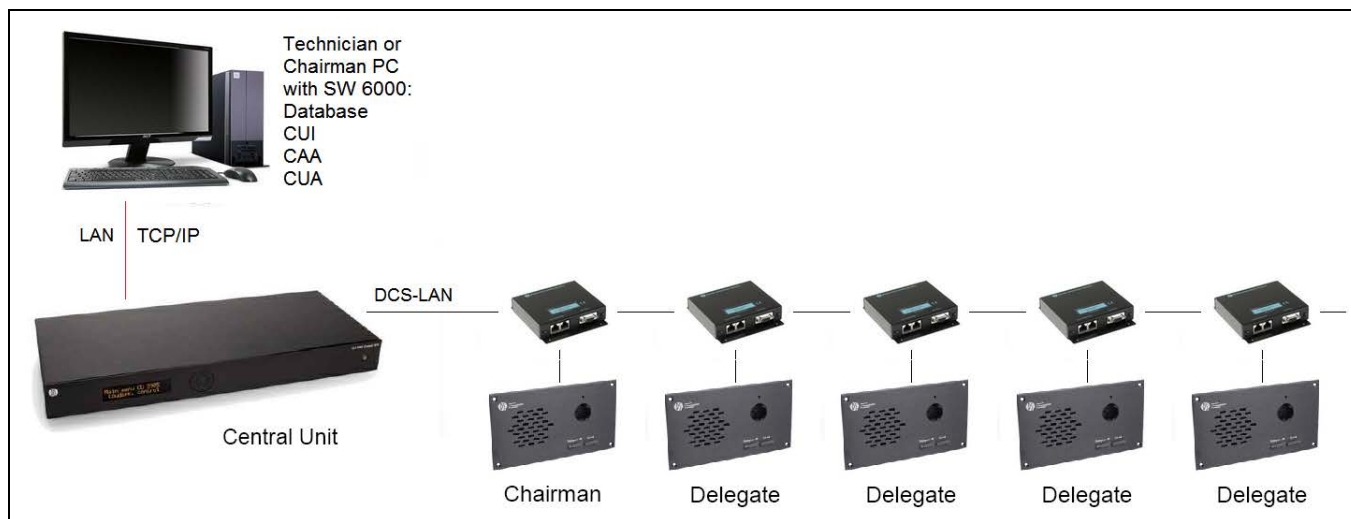 Technician or
Chairman PC
with SW 6000:
Database
CUI
CAA
CUA
LAN
TCP/IP
DCS-LAN
Central Unit
Chairman
Delegate
Delegate
Delegate
Delegate